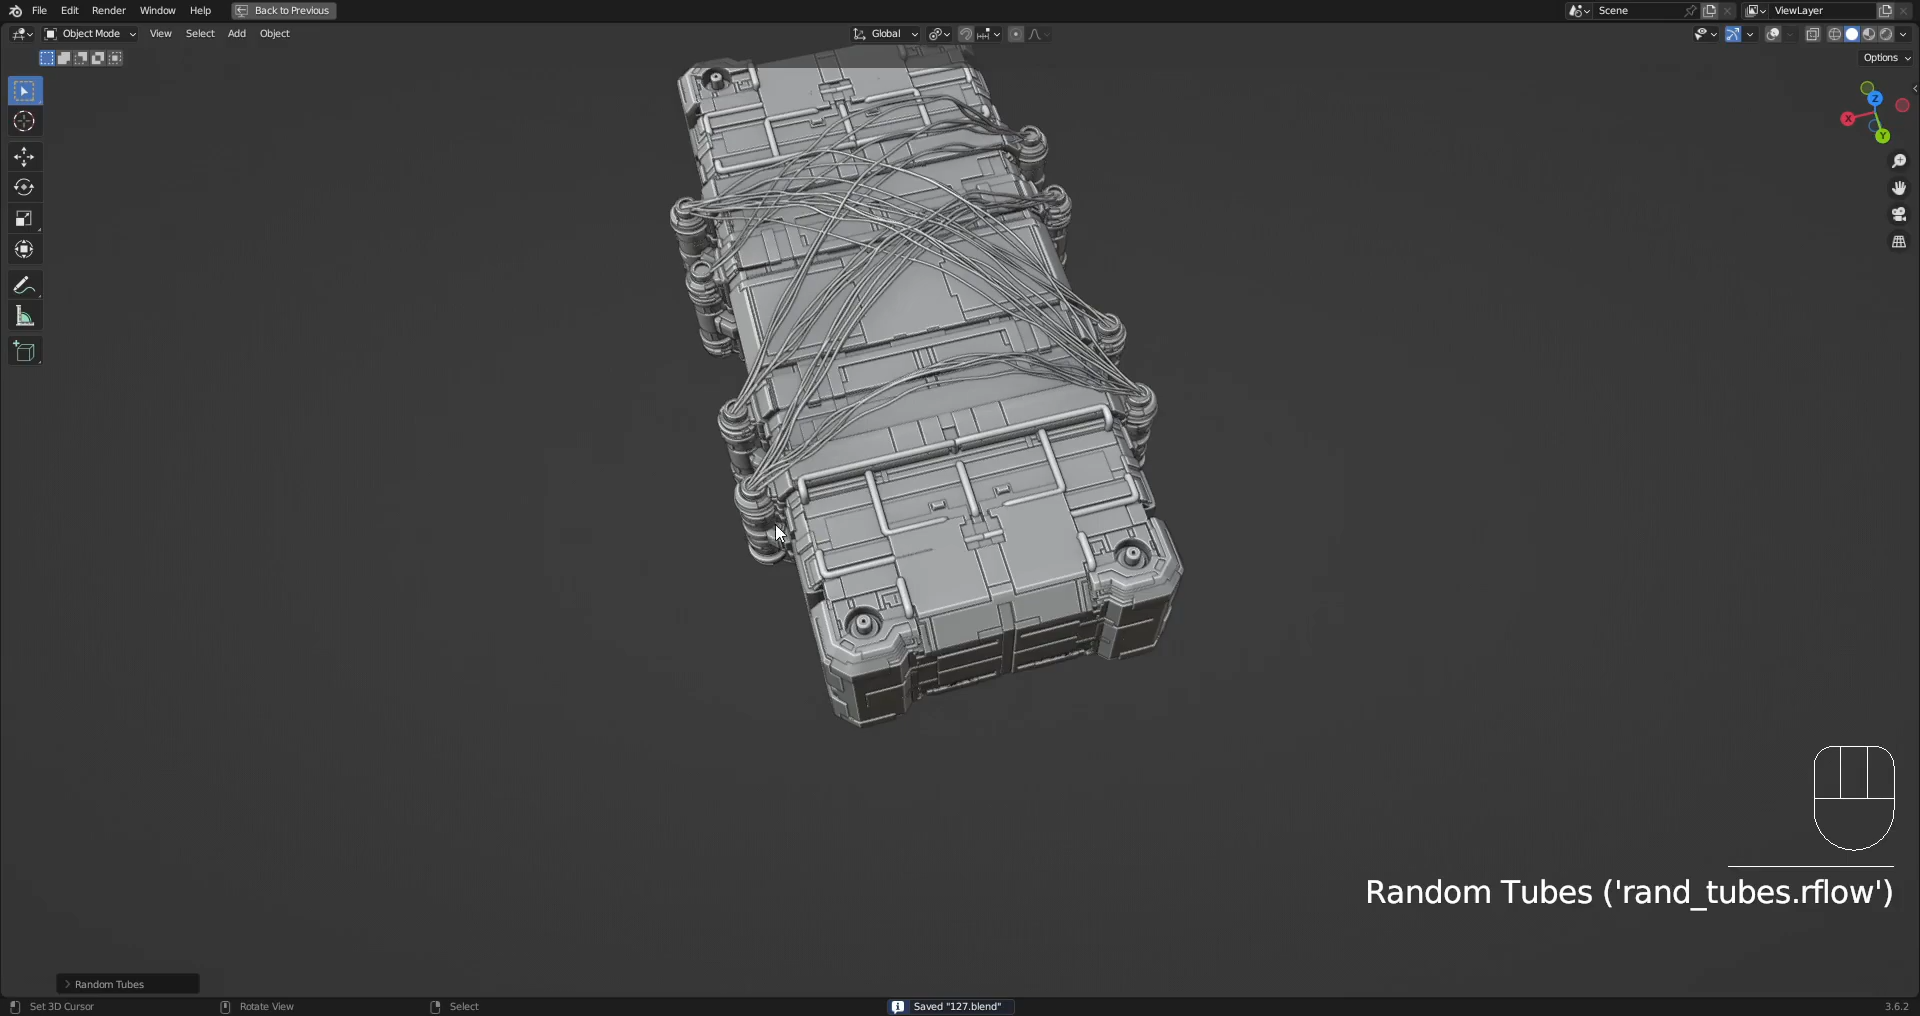 File Edit Render Window Help Back to Previous Scene ViewLayer
Object Mode View Select Add Object Global
Options
Z
X
Y
Random Tubes ('rand_tubes.rflow')
Random Tubes
Set 3D Cursor Rotate View Select Saved "127.blend" 3.6.2